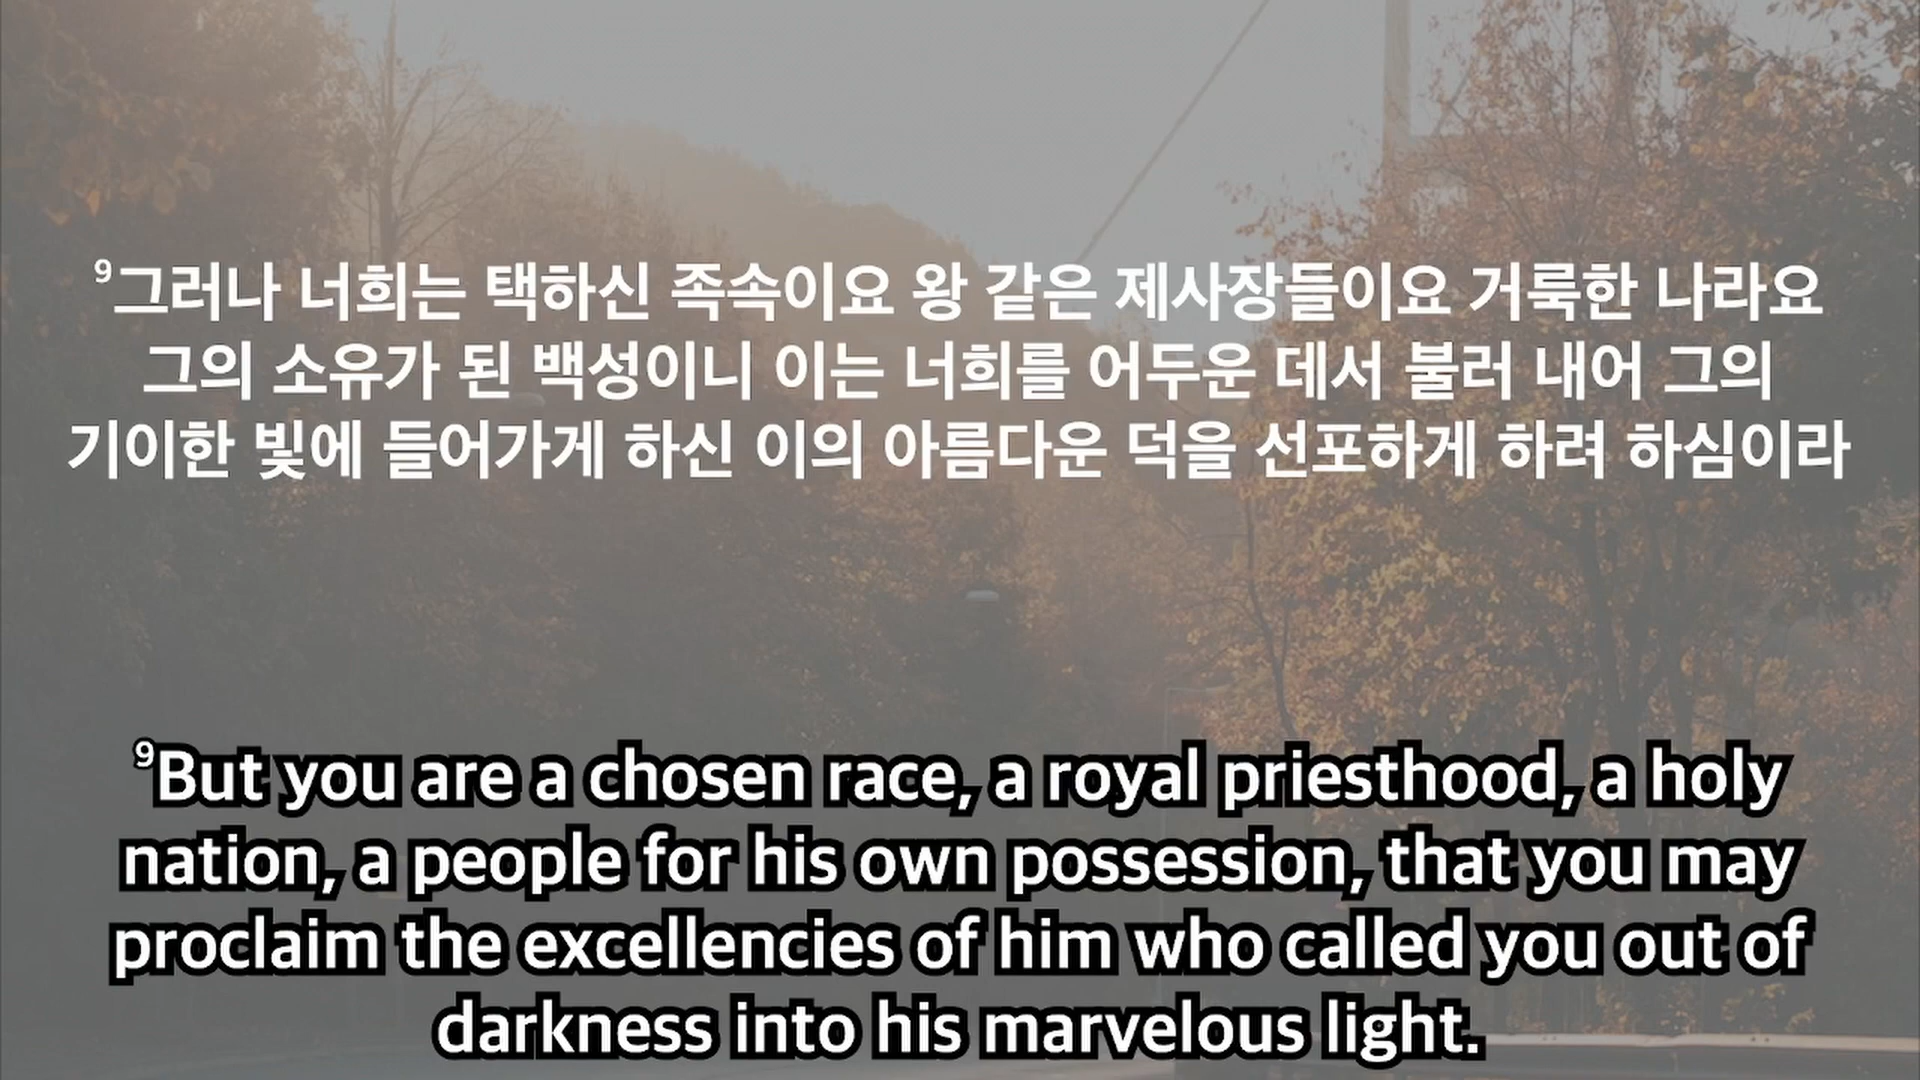 ⁹그러나 너희는 택하신 족속이요 왕 같은 제사장들이요 거룩한 나라요
그의 소유가 된 백성이니 이는 너희를 어두운 데서 불러 내어 그의
기이한 빛에 들어가게 하신 이의 아름다운 덕을 선포하게 하려 하심이라
⁹But you are a chosen race, a royal priesthood, a holy
nation, a people for his own possession, that you may
proclaim the excellencies of him who called you out of
darkness into his marvelous light.